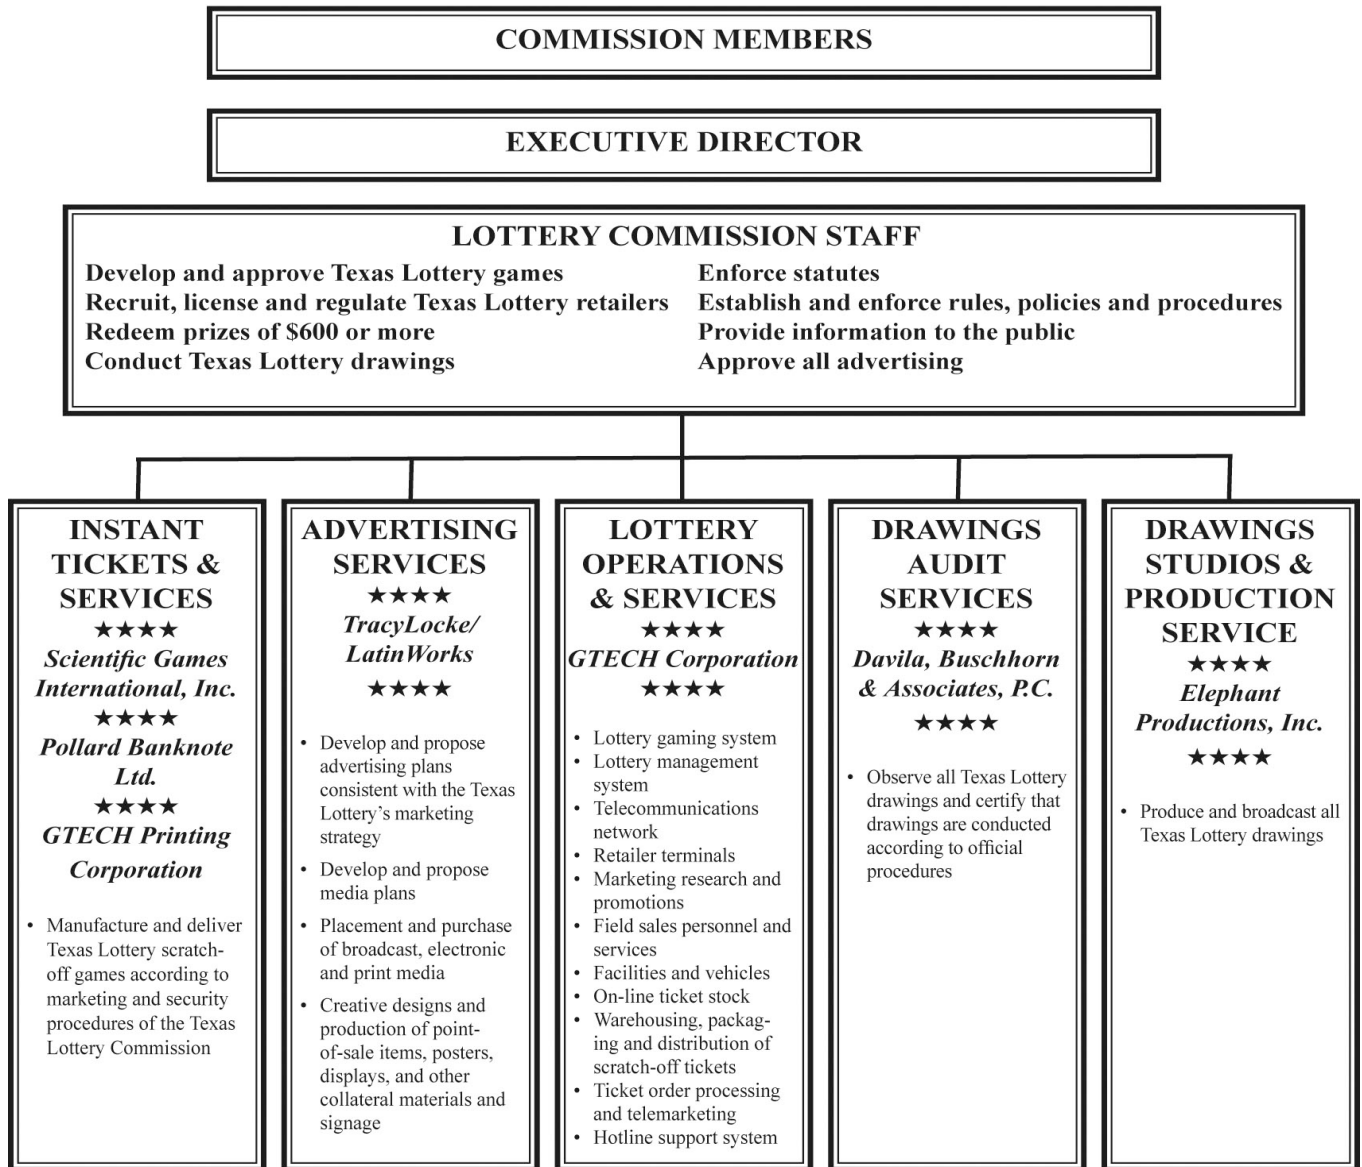 COMMISSION MEMBERS
EXECUTIVE DIRECTOR
LOTTERY COMMISSION STAFF
Develop and approve Texas Lottery games
Recruit, license and regulate Texas Lottery retailers
Redeem prizes of $600 or more
Conduct Texas Lottery drawings
Enforce statutes
Establish and enforce rules, policies and procedures
Provide information to the public
Approve all advertising
INSTANT
TICKETS &
SERVICES
★★★★
Scientific Games
International, Inc.
★★★★
Pollard Banknote
Ltd.
★★★★
GTECH Printing
Corporation
• Manufacture and deliver
Texas Lottery scratch-
off games according to
marketing and security
procedures of the Texas
Lottery Commission
ADVERTISING
SERVICES
★★★★
TracyLocke/
LatinWorks
★★★★
• Develop and propose
advertising plans
consistent with the Texas
Lottery’s marketing
strategy
• Develop and propose
media plans
• Placement and purchase
of broadcast, electronic
and print media
• Creative designs and
production of point-
of-sale items, posters,
displays, and other
collateral materials and
signage
LOTTERY
OPERATIONS
& SERVICES
★★★★
GTECH Corporation
★★★★
• Lottery gaming system
• Lottery management
system
• Telecommunications
network
• Retailer terminals
• Marketing research and
promotions
• Field sales personnel and
services
• Facilities and vehicles
• On-line ticket stock
• Warehousing, packag-
ing and distribution of
scratch-off tickets
• Ticket order processing
and telemarketing
• Hotline support system
DRAWINGS
AUDIT
SERVICES
★★★★
Davila, Buschhorn
& Associates, P.C.
★★★★
• Observe all Texas Lottery
drawings and certify that
drawings are conducted
according to official
procedures
DRAWINGS
STUDIOS &
PRODUCTION
SERVICE
★★★★
Elephant
Productions, Inc.
★★★★
• Produce and broadcast all
Texas Lottery drawings